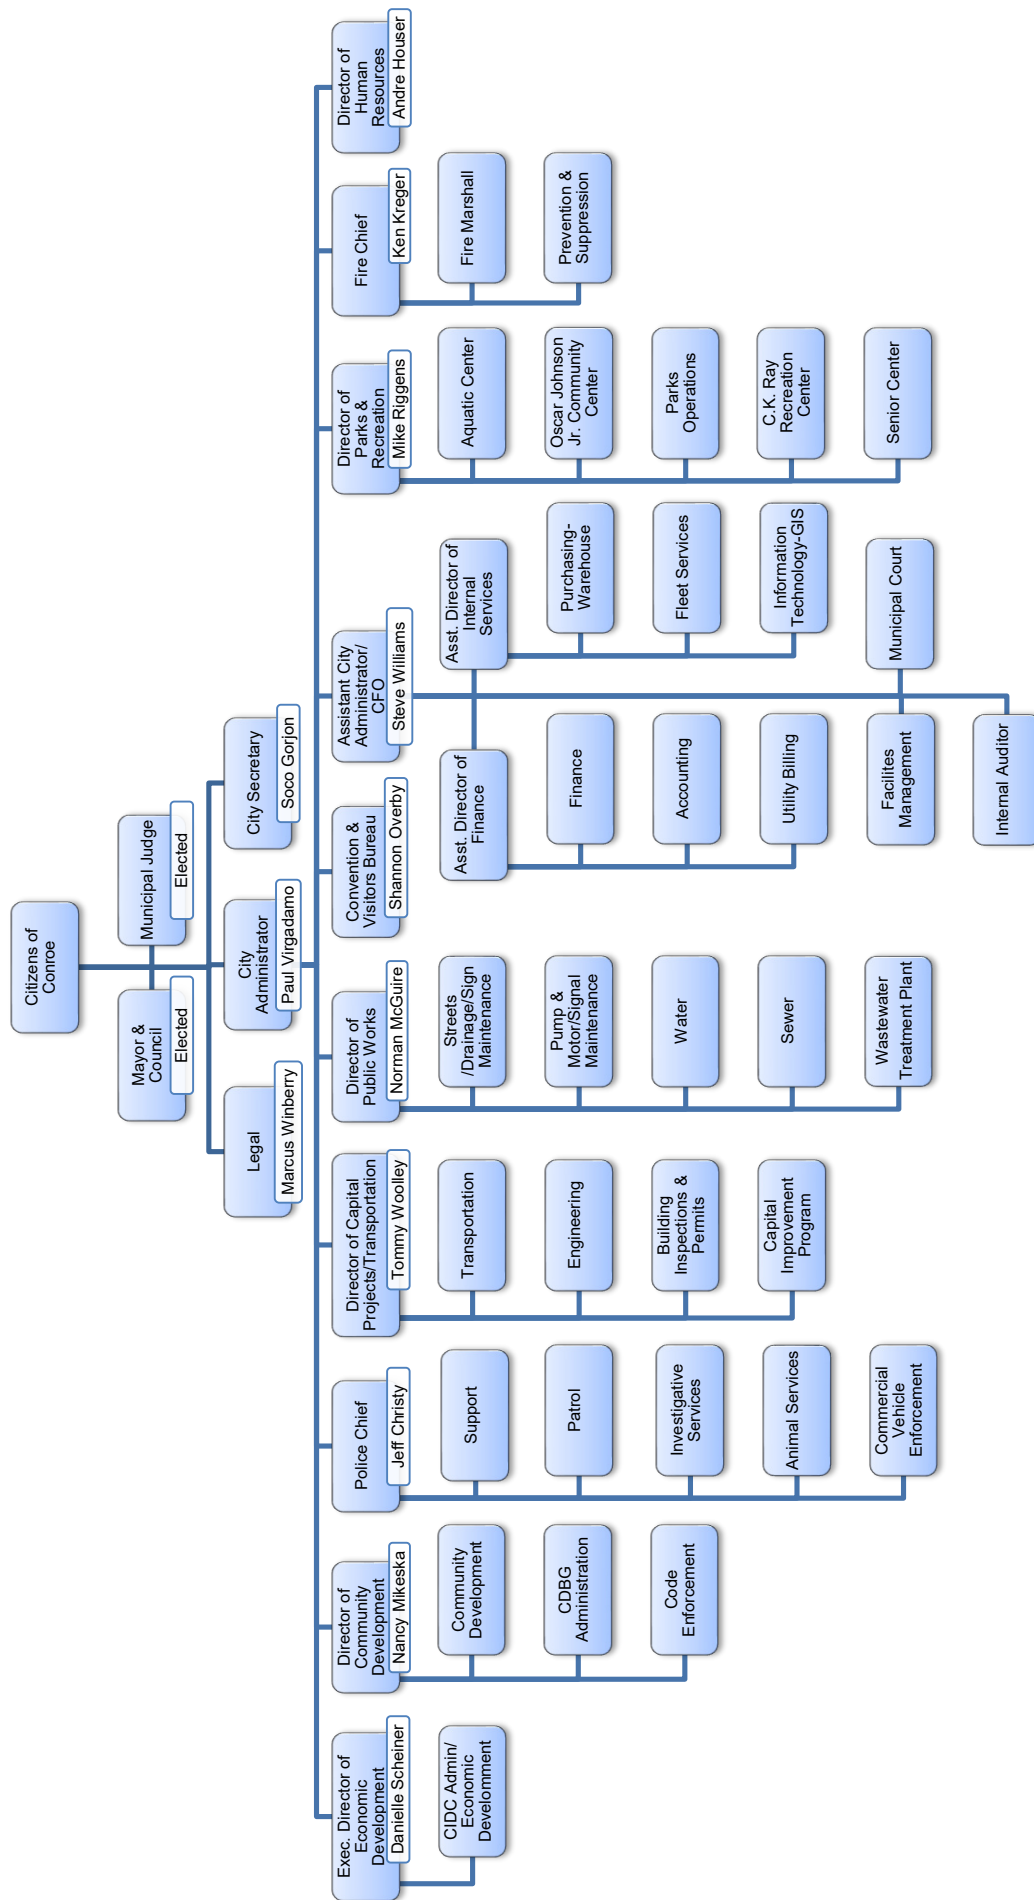 Citizens of
Conroe
Mayor &
Council
Elected
Municipal Judge
Elected
Legal
Marcus Winberry
City
Administrator
Paul Virgadamo
City Secretary
Soco Gorjon
Exec. Director of
Economic
Development
Danielle Scheiner
CIDC Admin/
Economic
Develomment
Director of
Community
Development
Nancy Mikeska
Community
Development
CDBG
Administration
Code
Enforcement
Police Chief
Jeff Christy
Support
Patrol
Investigative
Services
Animal Services
Commercial
Vehicle
Enforcement
Director of Capital
Projects/Transportation
Tommy Woolley
Transportation
Engineering
Building
Inspections &
Permits
Capital
Improvement
Program
Director of
Public Works
Norman McGuire
Streets
/Drainage/Sign
Maintenance
Pump &
Motor/Signal
Maintenance
Water
Sewer
Wastewater
Treatment Plant
Convention &
Visitors Bureau
Shannon Overby
Assistant City
Administrator/
CFO
Steve Williams
Asst. Director of
Finance
Finance
Accounting
Utility Billing
Asst. Director of
Internal
Services
Purchasing-
Warehouse
Fleet Services
Information
Technology-GIS
Facilites
Management
Municipal Court
Internal Auditor
Director of
Parks &
Recreation
Mike Riggens
Aquatic Center
Oscar Johnson
Jr. Community
Center
Parks
Operations
C.K. Ray
Recreation
Center
Senior Center
Fire Chief
Ken Kreger
Fire Marshall
Prevention &
Suppression
Director of
Human
Resources
Andre Houser